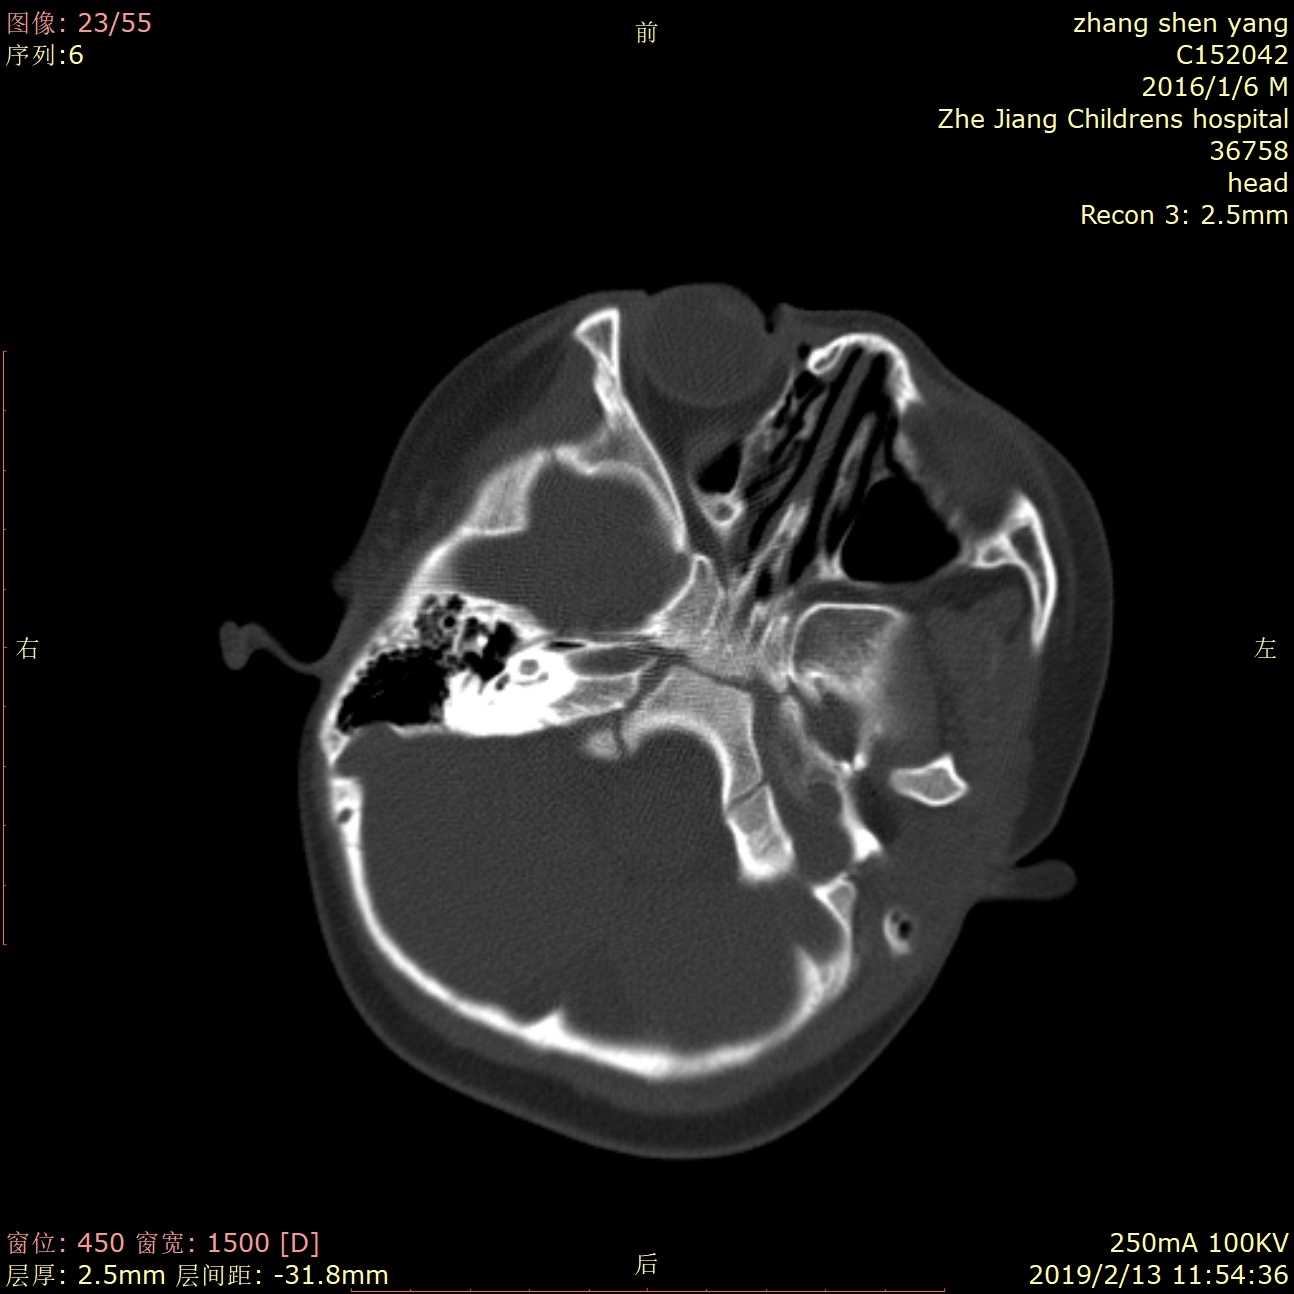 图像: 23/55
序列:6
前
zhang shen yang
C152042
2016/1/6 M
Zhe Jiang Childrens hospital
36758
head
Recon 3: 2.5mm
右
左
窗位: 450 窗宽: 1500 [D]
层厚: 2.5mm 层间距: -31.8mm
后
250mA 100KV
2019/2/13 11:54:36